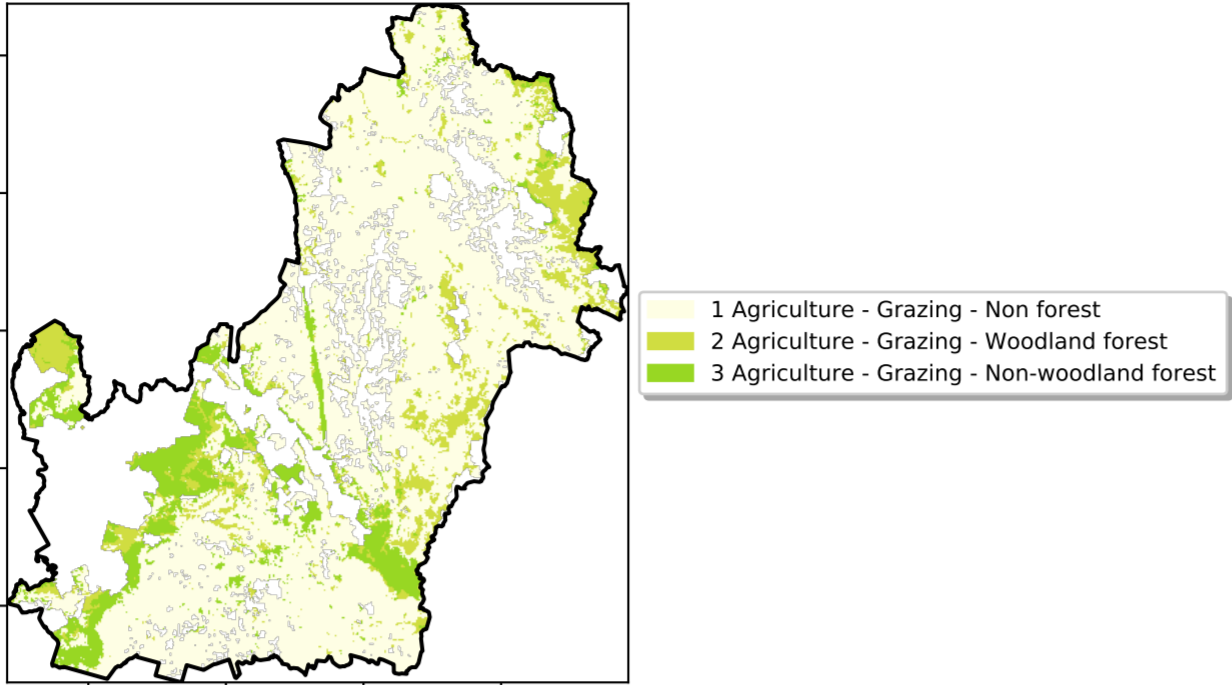 1 Agriculture - Grazing - Non forest
2 Agriculture - Grazing - Woodland forest
3 Agriculture - Grazing - Non-woodland forest